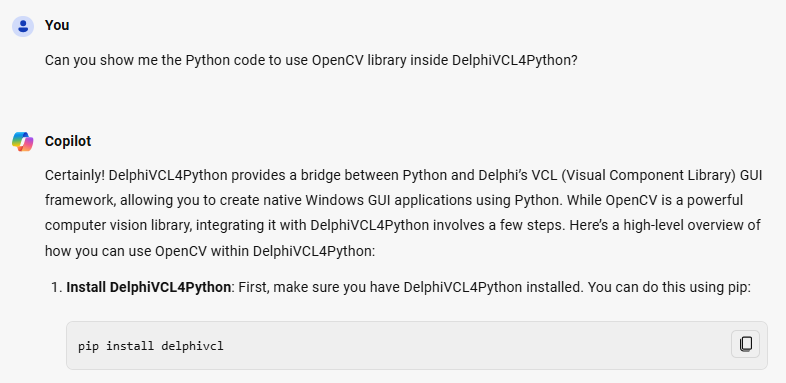 You
Can you show me the Python code to use OpenCV library inside DelphiVCL4Python?
Copilot
Certainly! DelphiVCL4Python provides a bridge between Python and Delphi’s VCL (Visual Component Library) GUI
framework, allowing you to create native Windows GUI applications using Python. While OpenCV is a powerful
computer vision library, integrating it with DelphiVCL4Python involves a few steps. Here’s a high-level overview of
how you can use OpenCV within DelphiVCL4Python:
1. Install DelphiVCL4Python: First, make sure you have DelphiVCL4Python installed. You can do this using pip:
pip install delphivcl